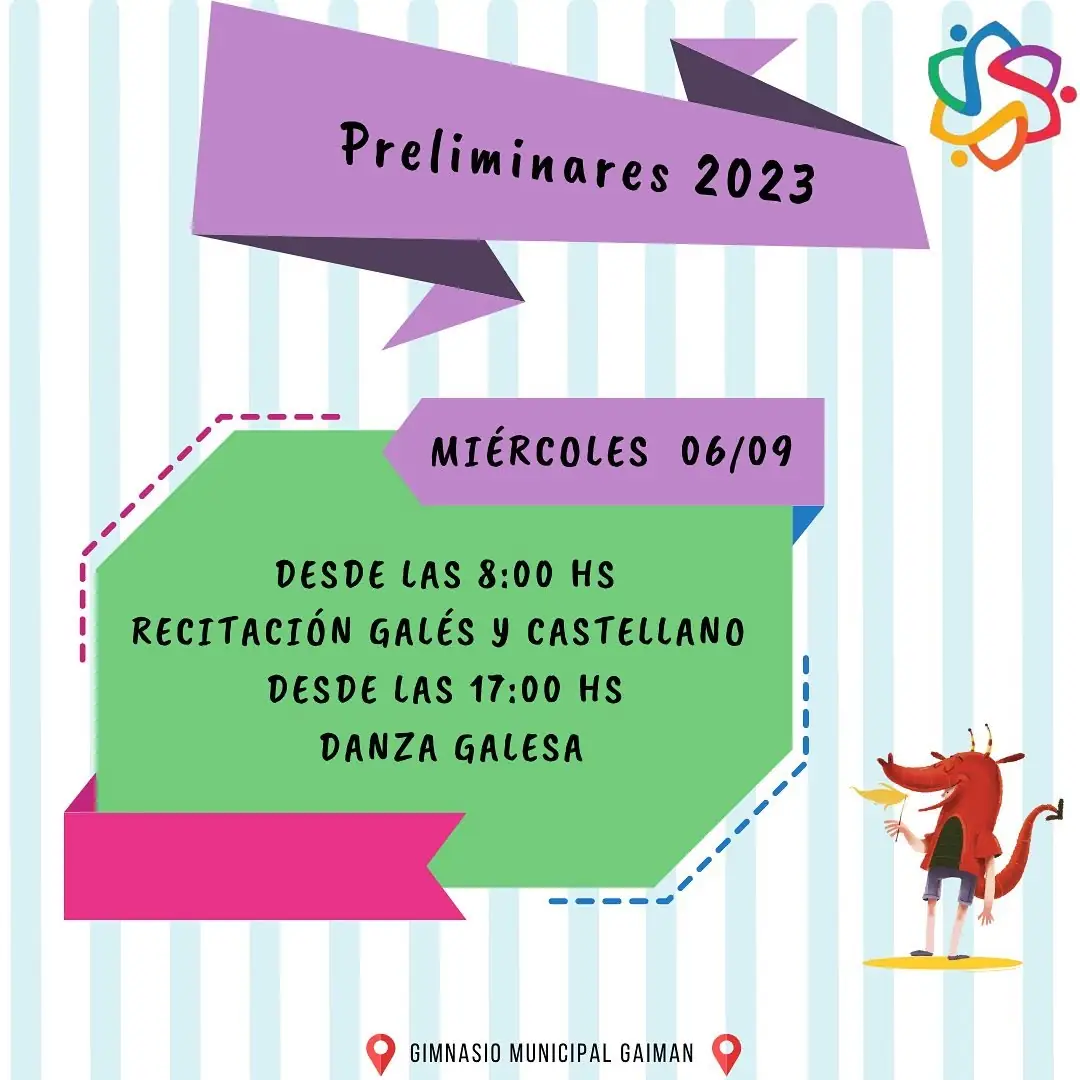 Preliminares 2023
MIÉRCOLES 06/09
DESDE LAS 8:00 HS
RECITACIÓN GALÉS Y CASTELLANO
DESDE LAS 17:00 HS
DANZA GALESA
GIMNASIO MUNICIPAL GAIMAN